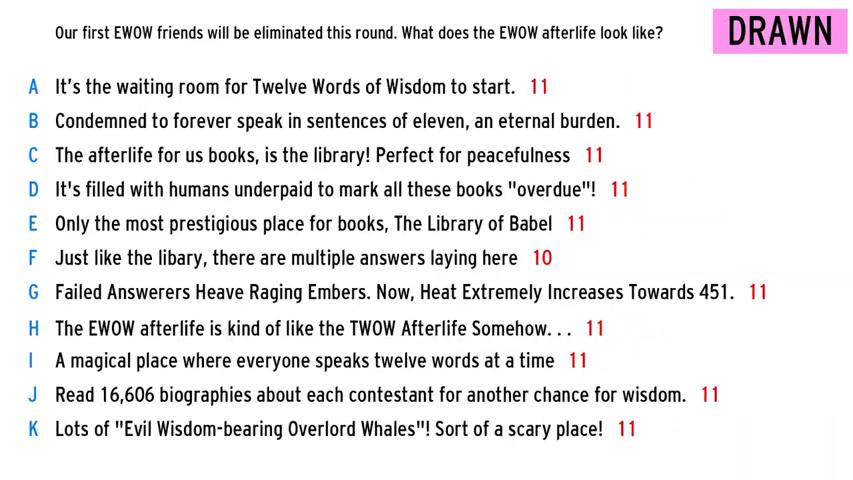 Our first EWOW friends will be eliminated this round. What does the EWOW afterlife look like?
DRAWN
A It's the waiting room for Twelve Words of Wisdom to start. 11
B Condemned to forever speak in sentences of eleven, an eternal burden. 11
C The afterlife for us books, is the library! Perfect for peacefulness 11
D It's filled with humans underpaid to mark all these books "overdue"! 11
E Only the most prestigious place for books, The Library of Babel 11
F Just like the libary, there are multiple answers laying here 10
G Failed Answerers Heave Raging Embers. Now, Heat Extremely Increases Towards 451. 11
H The EWOW afterlife is kind of like the TWOW Afterlife Somehow. . . 11
I A magical place where everyone speaks twelve words at a time 11
J Read 16,606 biographies about each contestant for another chance for wisdom. 11
K Lots of "Evil Wisdom-bearing Overlord Whales"! Sort of a scary place! 11